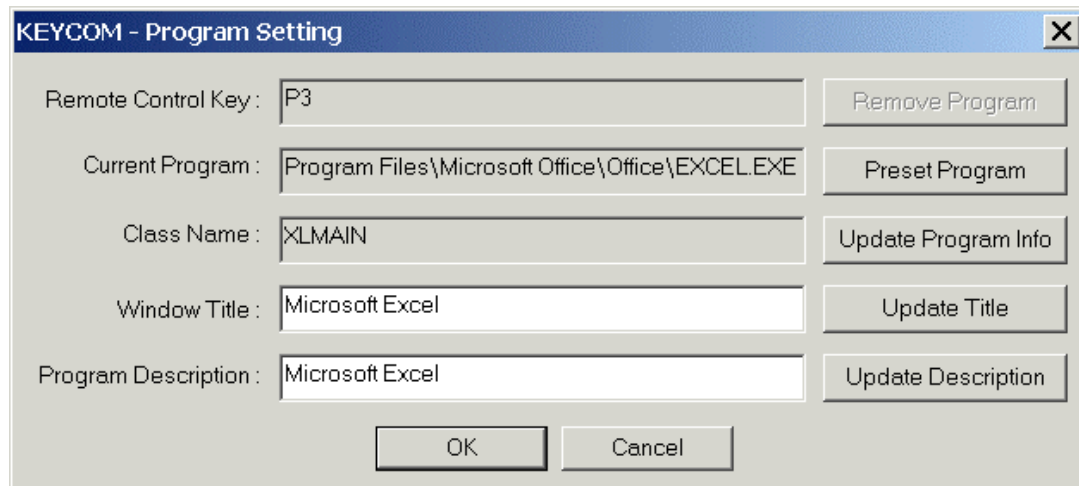 KEYCOM - Program Setting
Remote Control Key : P3 Remove Program
Current Program : Program Files\Microsoft Office\Office\EXCEL.EXE Preset Program
Class Name : XLMAIN Update Program Info
Window Title : Microsoft Excel Update Title
Program Description : Microsoft Excel Update Description
OK Cancel